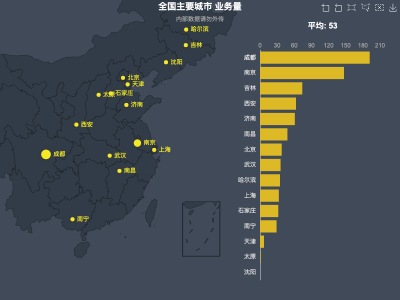 全国主要城市 业务量
内部数据请勿外传
平均: 53
哈尔滨
吉林
沈阳
北京
天津
太原
石家庄
济南
西安
南京
上海
成都
武汉
南昌
南宁
0 30 60 90 120 150 180 210
成都
南京
吉林
西安
济南
南昌
北京
武汉
哈尔滨
上海
石家庄
南宁
天津
太原
沈阳